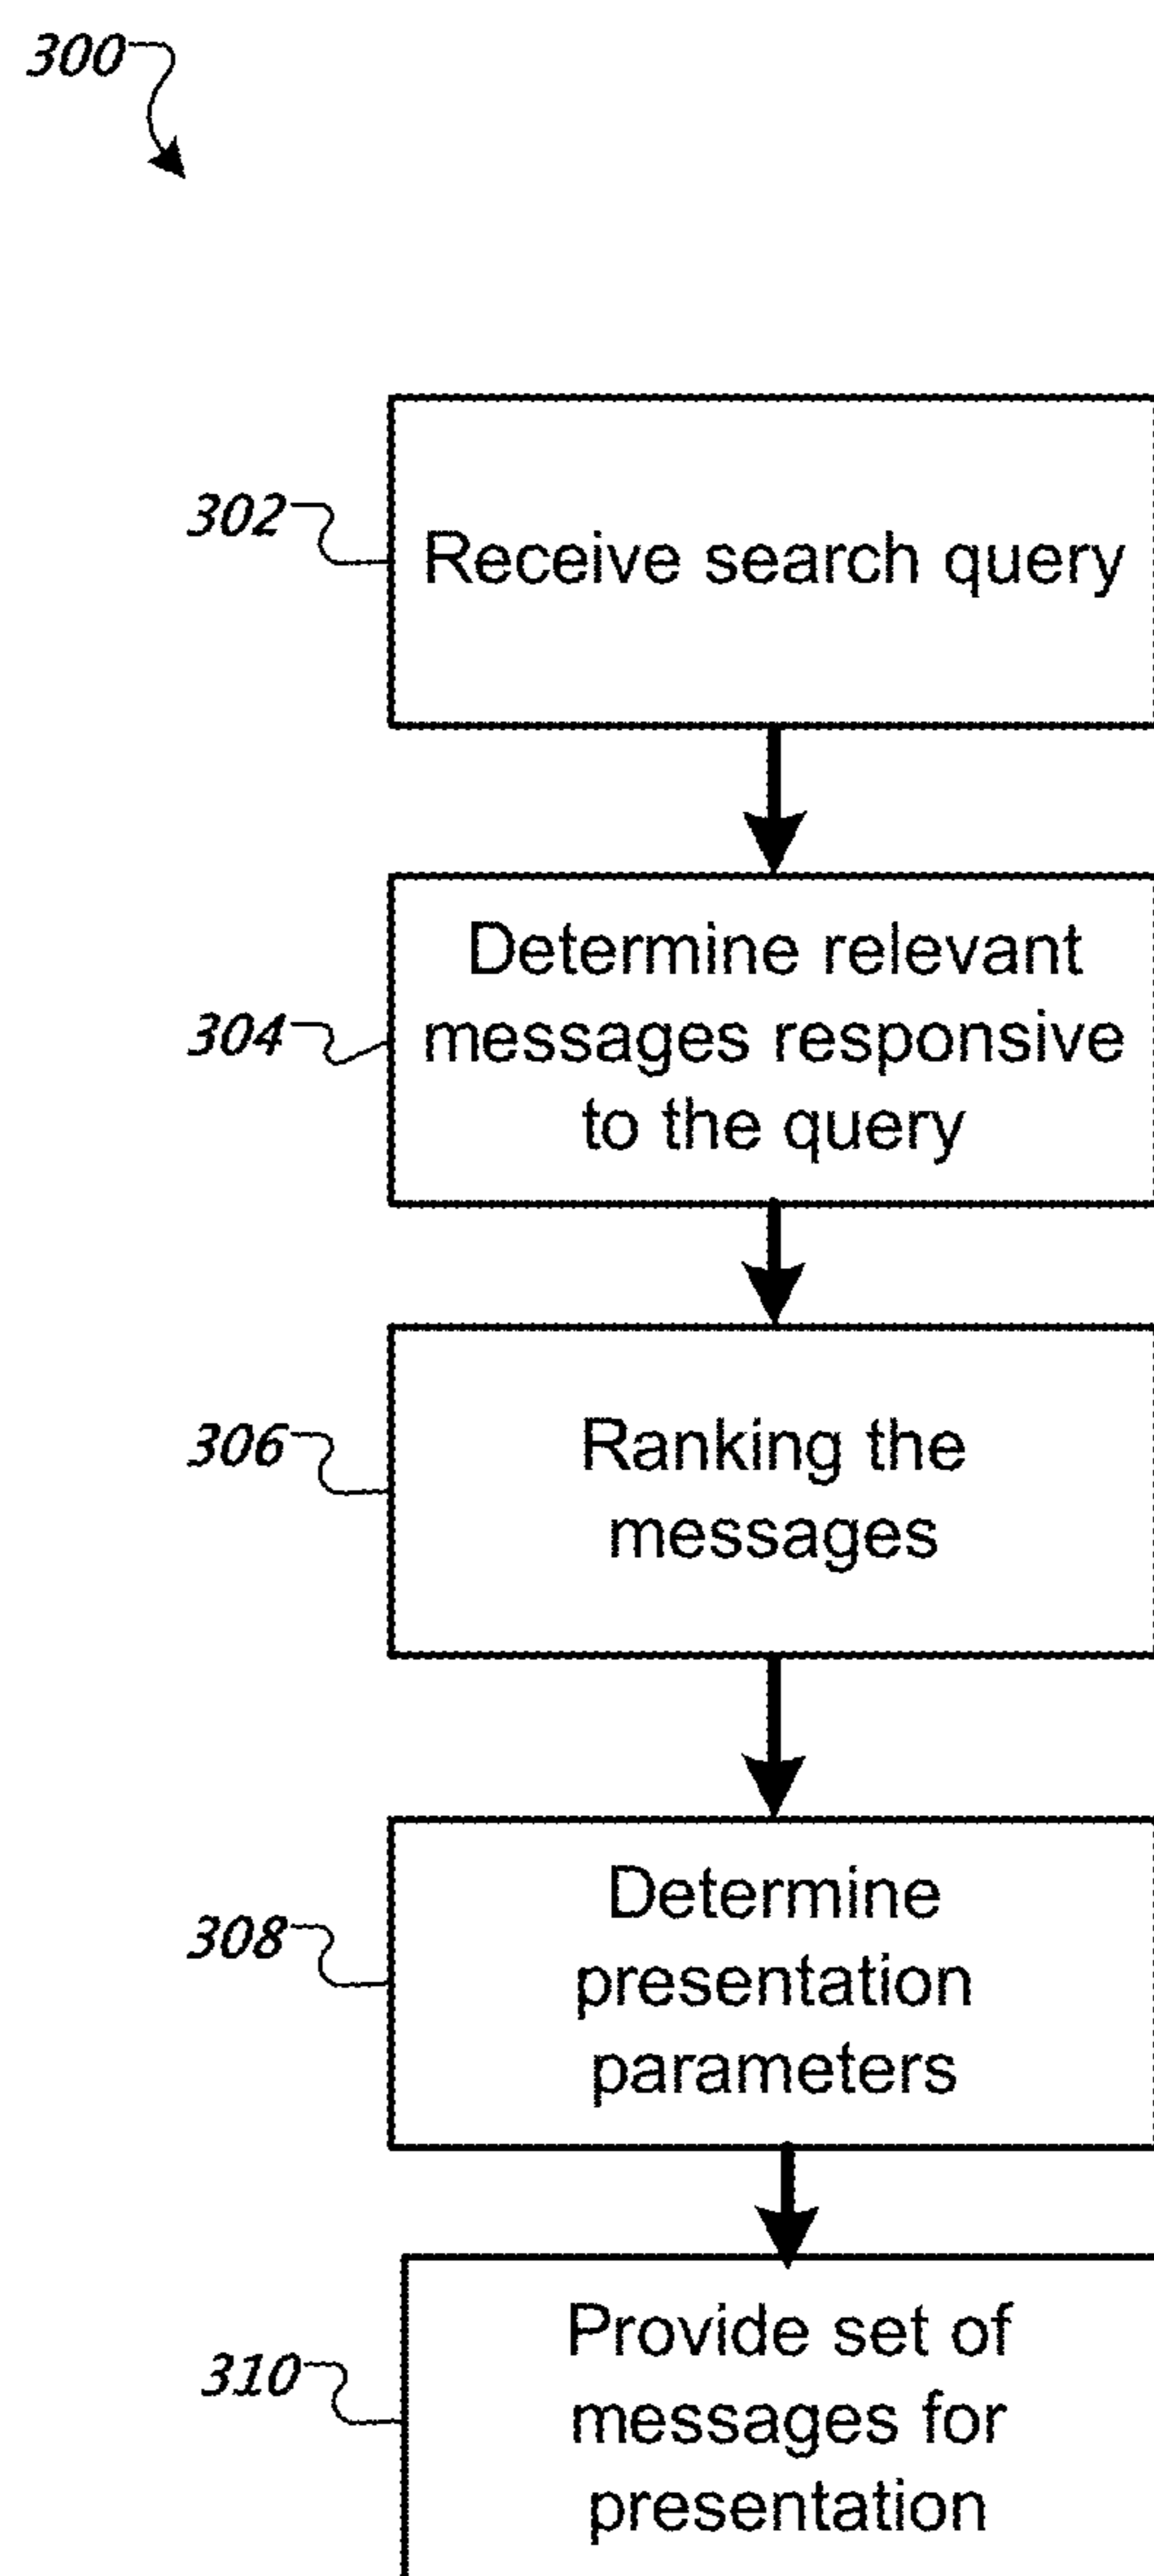 300
302
Receive search query
304
Determine relevant
messages responsive
to the query
306
Ranking the
messages
308
Determine
presentation
parameters
310
Provide set of
messages for
presentation